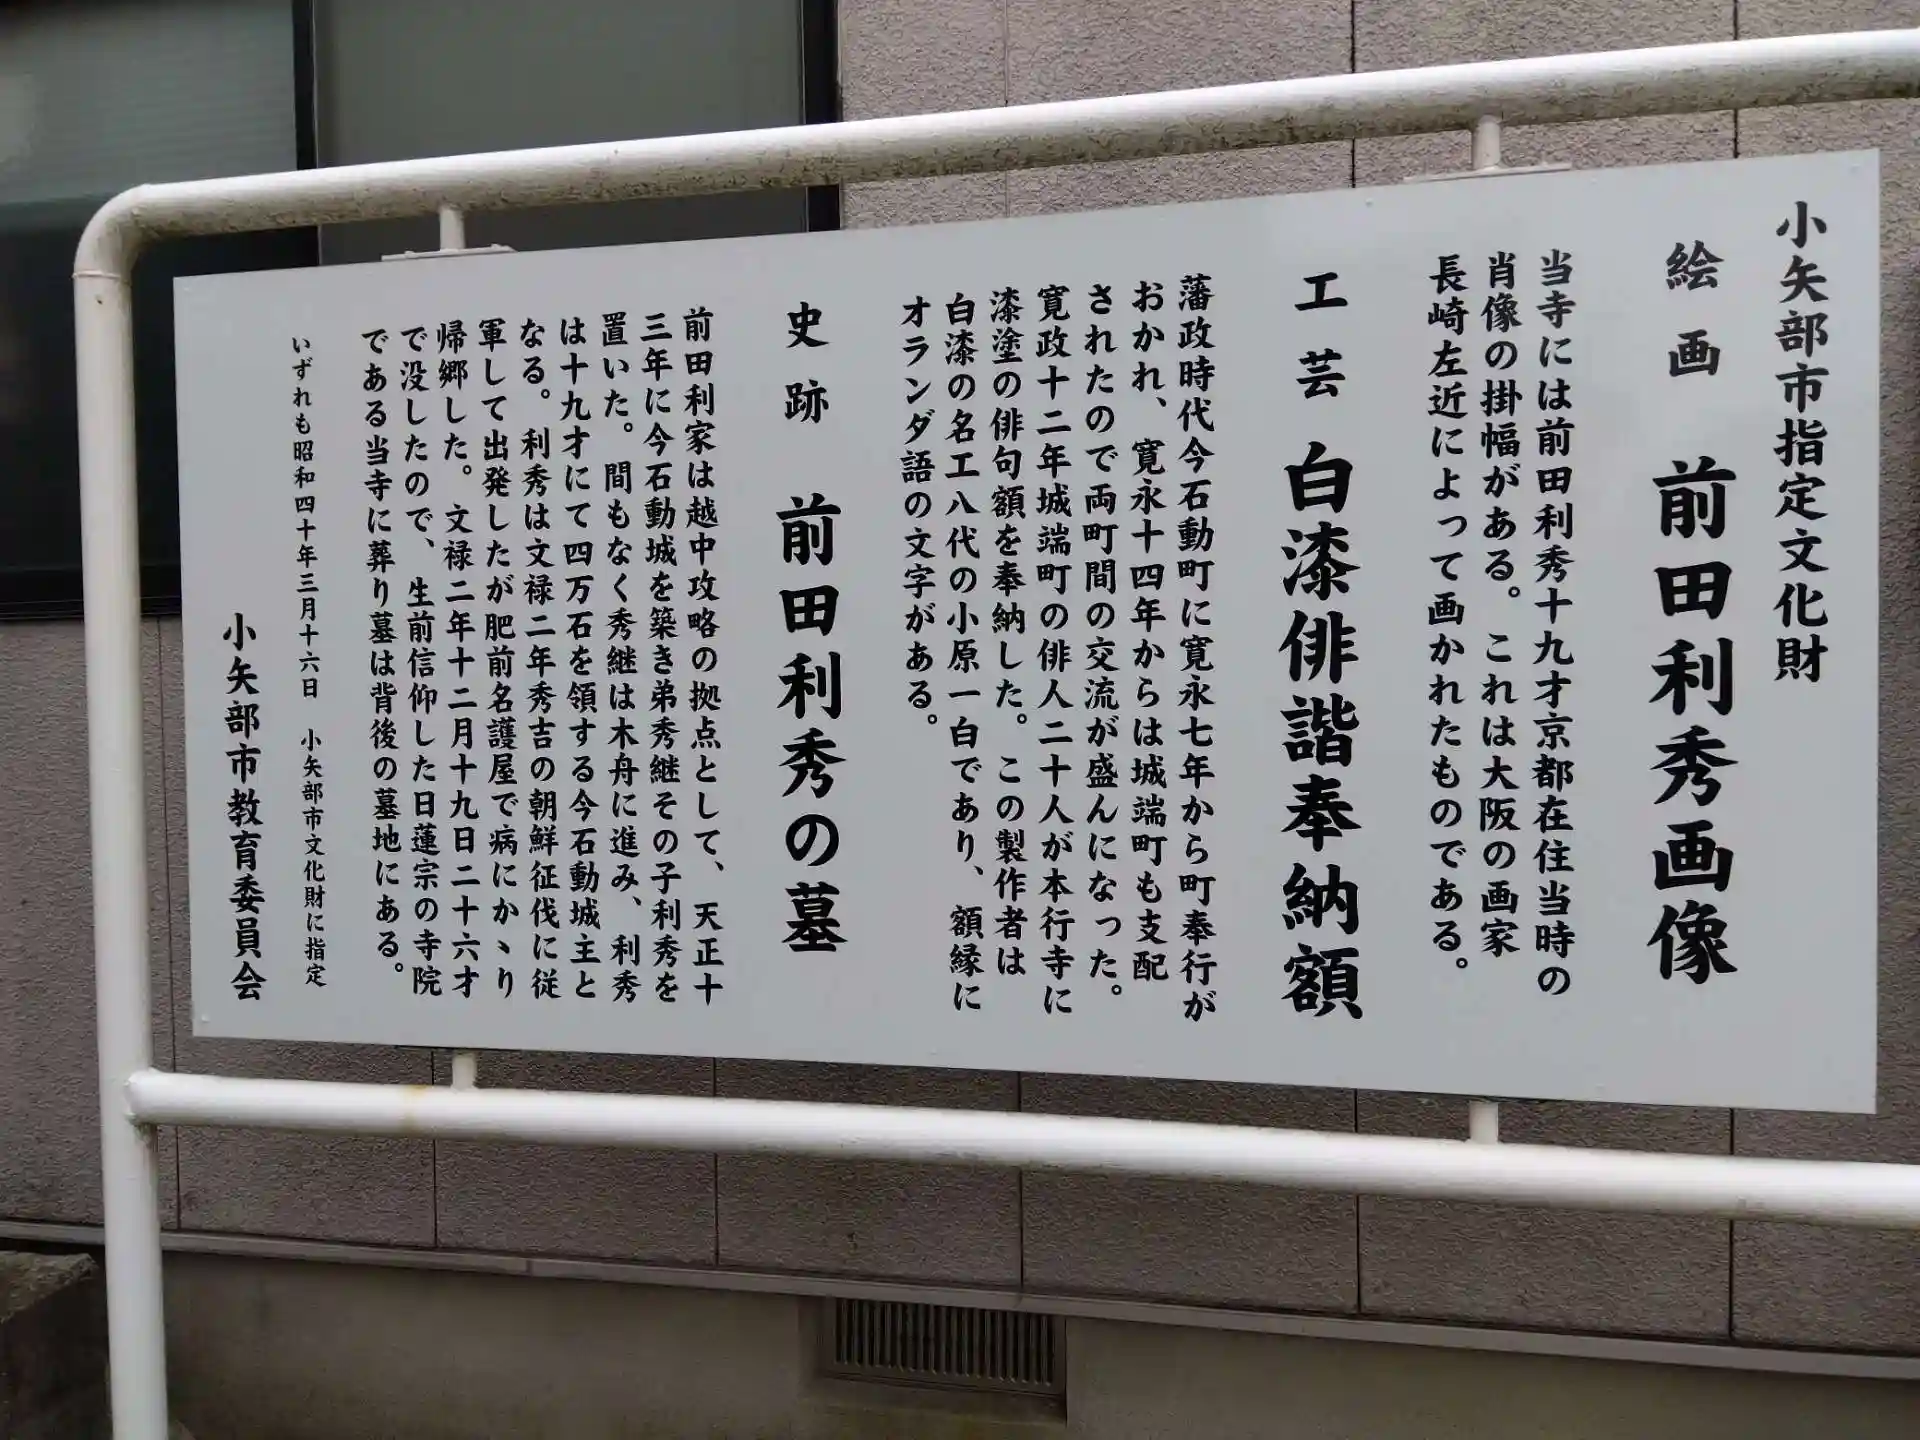 小矢部市指定文化財
絵画 前田利秀画像
当寺には前田利秀十九才京都在住当時の
肖像の掛幅がある。これは大阪の画家
長崎左近によって画かれたものである。
工芸 白漆俳諧奉納額
藩政時代今石動町に寛永七年から町奉行が
おかれ、寛永十四年からは城端町も支配
されたので両町間の交流が盛んになった。
寛政十二年城端町の俳人二十人が本行寺に
漆塗の俳句額を奉納した。この製作者は
白漆の名工八代の小原一白であり、額縁に
オランダ語の文字がある。
史跡 前田利秀の墓
前田利家は越中攻略の拠点として、天正十
三年に今石動城を築き弟秀継その子利秀を
置いた。間もなく秀継は木舟に進み、利秀
は十九才にて四万石を領する今石動城主と
なる。利秀は文禄二年秀吉の朝鮮征伐に従
軍して出発したが肥前名護屋で病にかゝり
帰郷した。文禄二年十二月十九日二十六才
で没したので、生前信仰した日蓮宗の寺院
である当寺に葬り墓は背後の墓地にある。
いずれも昭和四十年三月十六日 小矢部市文化財に指定
小矢部市教育委員会